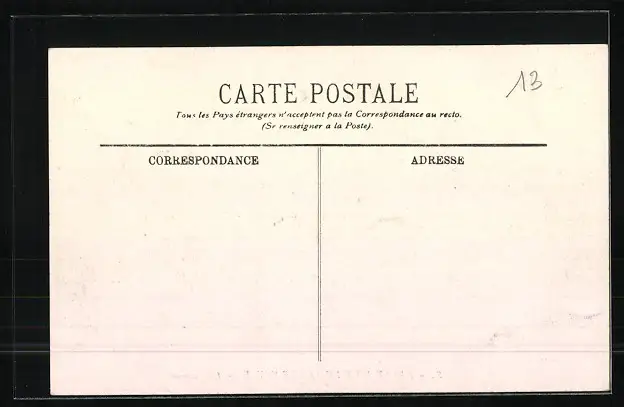 13
CARTE POSTALE
Tous les Pays étrangers n'acceptent pas la Correspondance au recto.
(Se renseigner a la Poste).
CORRESPONDANCE
ADRESSE